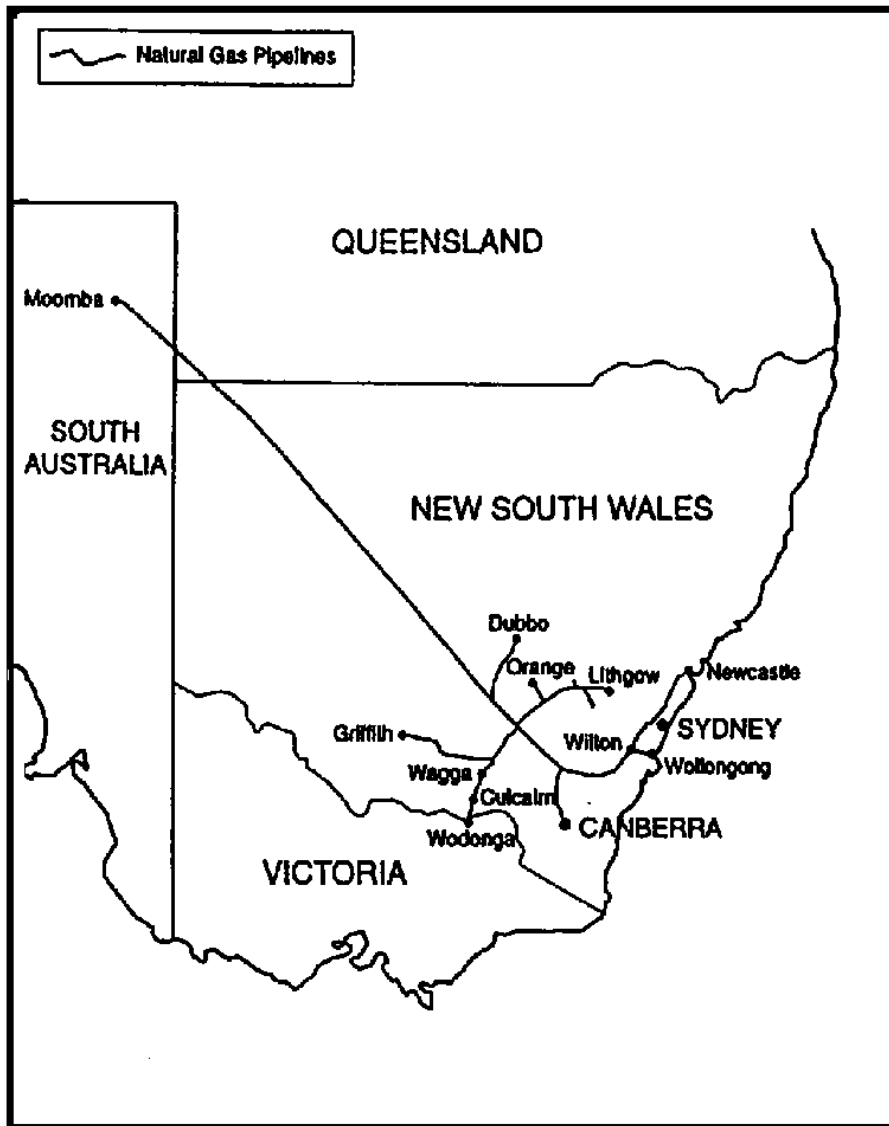 Natural Gas Pipelines
QUEENSLAND
Moomba
SOUTH
AUSTRALIA
NEW SOUTH WALES
Dubbo
Orange
Lithgow
Newcastle
Griffith
SYDNEY
Wilton
Wollongong
Wagga
Culcairn
CANBERRA
Wodonga
VICTORIA